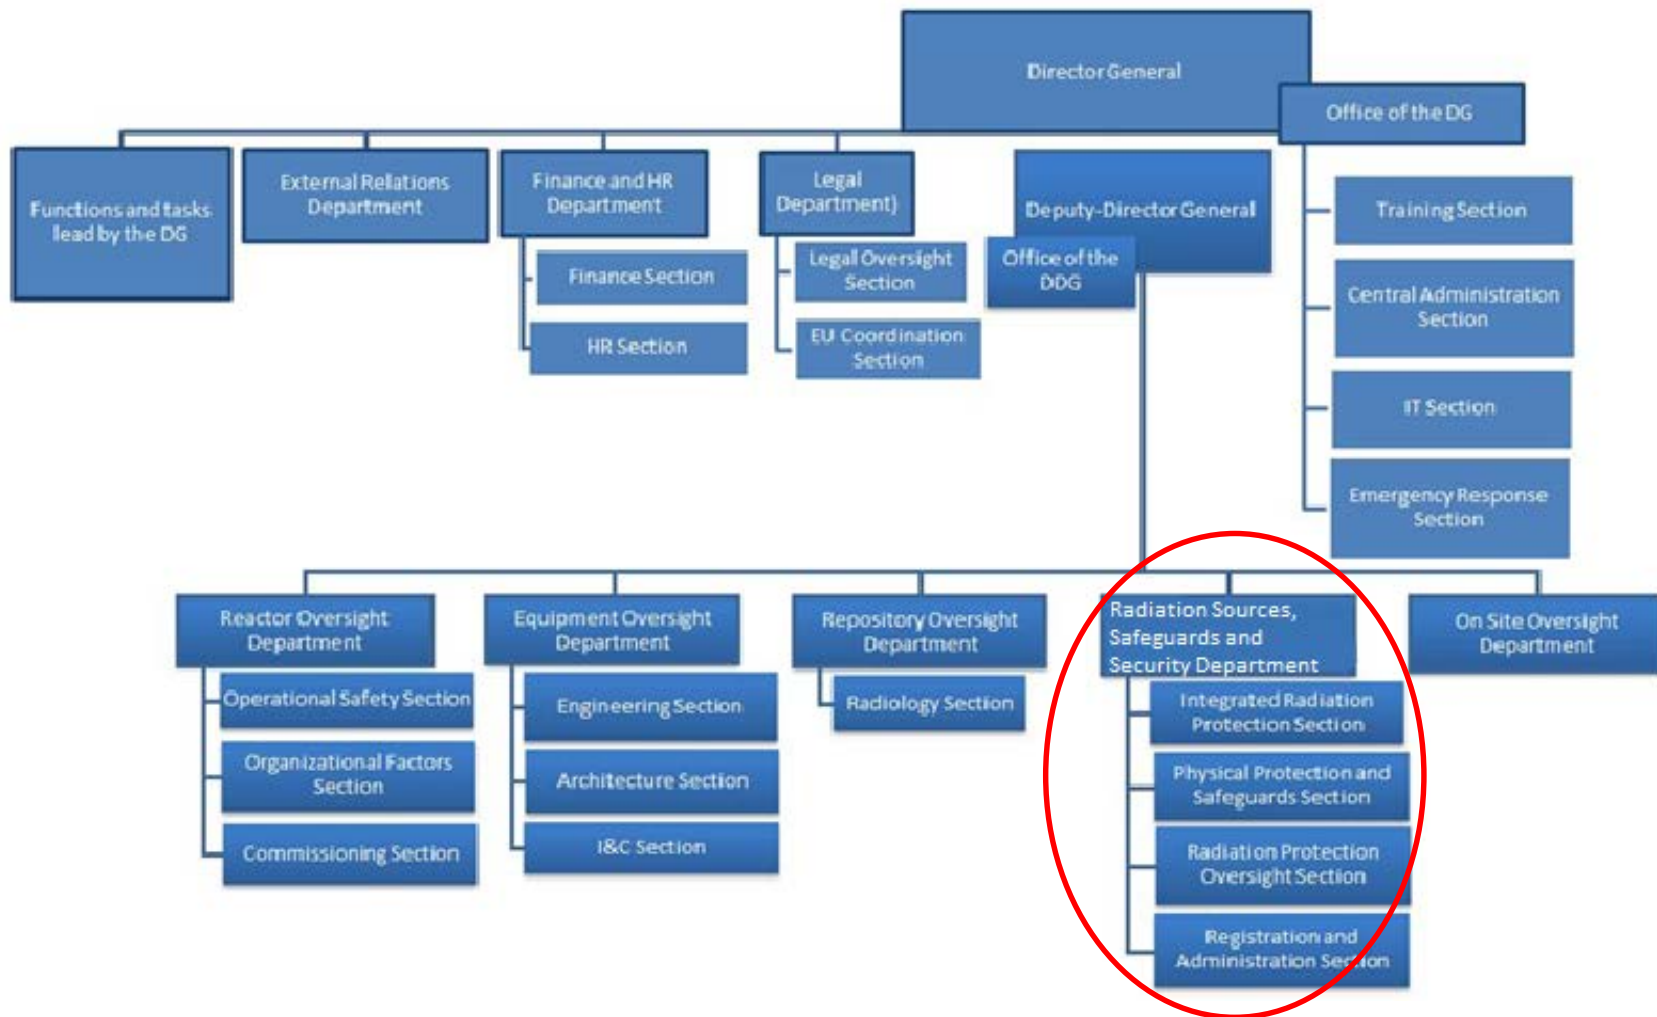 Director General
Office of the DG
Functions and tasks
lead by the DG
External Relations
Department
Finance and HR
Department
Finance Section
HR Section
Legal
Department)
Legal Oversight
Section
EU Coordination
Section
Deputy-Director General
Office of the
DDG
Training Section
Central Administration
Section
IT Section
Emergency Response
Section
Reactor Oversight
Department
Operational Safety Section
Organizational Factors
Section
Commissioning Section
Equipment Oversight
Department
Engineering Section
Architecture Section
I&C Section
Repository Oversight
Department
Radiology Section
Radiation Sources,
Safeguards and
Security Department
Integrated Radiation
Protection Section
Physical Protection and
Safeguards Section
Radiation Protection
Oversight Section
Registration and
Administration Section
On Site Oversight
Department